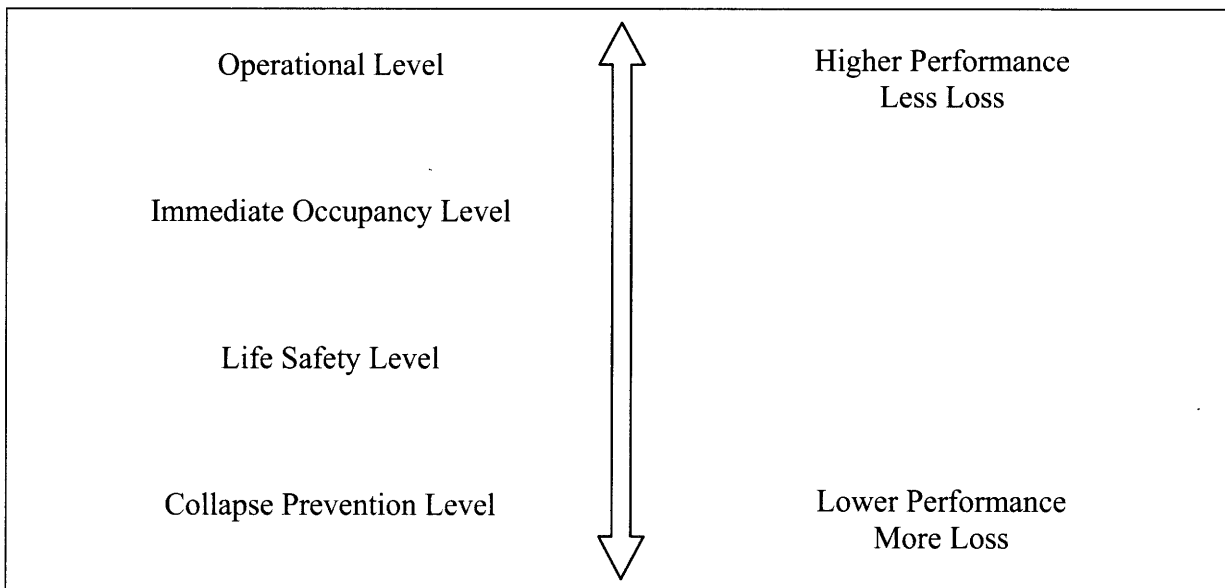 Operational Level
Higher Performance
Less Loss
Immediate Occupancy Level
Life Safety Level
Collapse Prevention Level
Lower Performance
More Loss